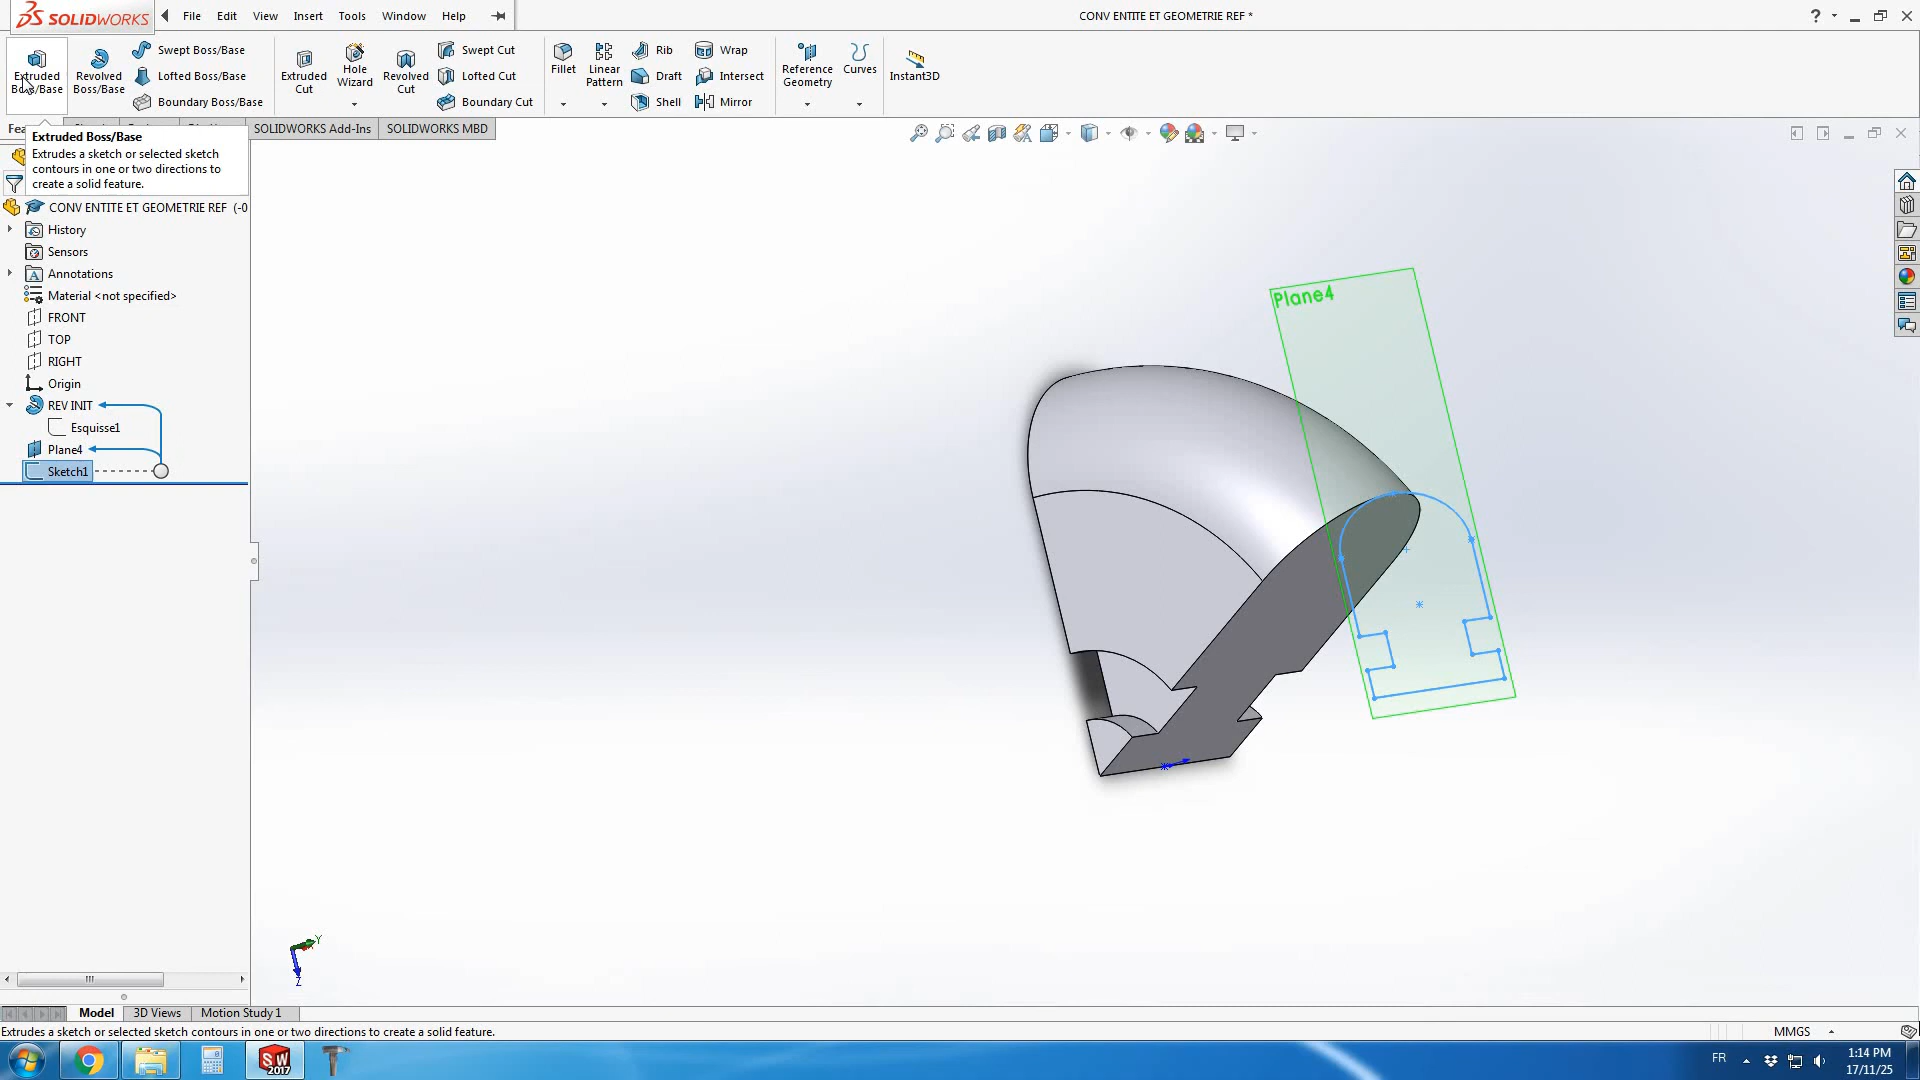 SOLIDWORKS
File Edit View Insert Tools Window Help
CONV ENTITE ET GEOMETRIE REF *
?
Extruded Boss/Base
Revolved Boss/Base
Swept Boss/Base
Lofted Boss/Base
Boundary Boss/Base
Extruded Cut
Hole Wizard
Revolved Cut
Swept Cut
Lofted Cut
Boundary Cut
Fillet
Linear Pattern
Rib
Draft
Shell
Wrap
Intersect
Mirror
Reference Geometry
Curves
Instant3D
SOLIDWORKS Add-Ins
SOLIDWORKS MBD
Extruded Boss/Base
Extrudes a sketch or selected sketch
contours in one or two directions to
create a solid feature.
CONV ENTITE ET GEOMETRIE REF (-0
History
Sensors
Annotations
Material <not specified>
FRONT
TOP
RIGHT
Origin
REV INIT
Esquisse1
Plane4
Sketch1
Plane4
Y
Z
Model
3D Views
Motion Study 1
Extrudes a sketch or selected sketch contours in one or two directions to create a solid feature.
MMGS
SW 2017
FR
1:14 PM
17/11/25